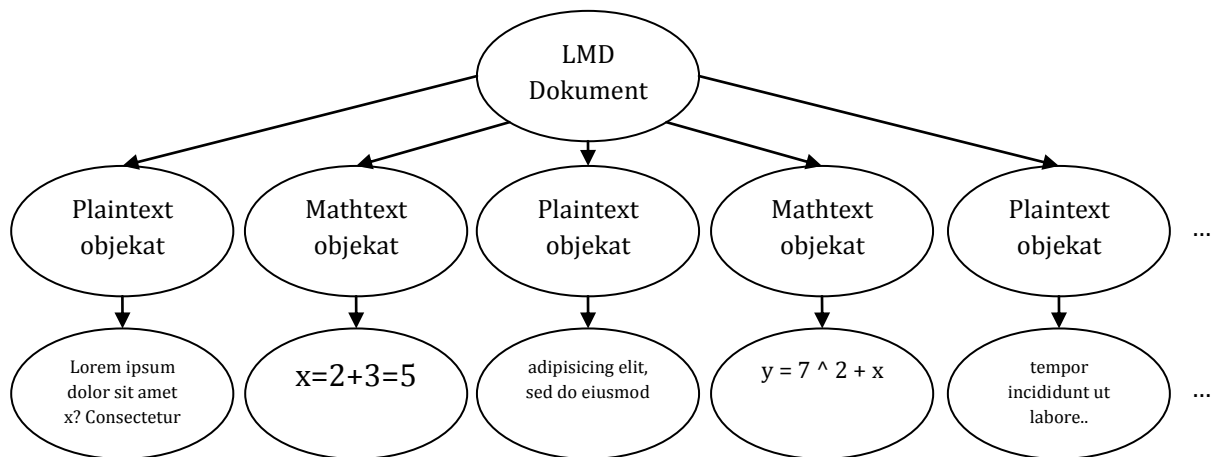 LMD
Dokument
Plaintext
objekat
Mathtext
objekat
Plaintext
objekat
Mathtext
objekat
Plaintext
objekat
...
Lorem ipsum
dolor sit amet
x? Consectetur
x=2+3=5
adipisicing elit,
sed do eiusmod
y = 7 ^ 2 + x
tempor
incididunt ut
labore..
...